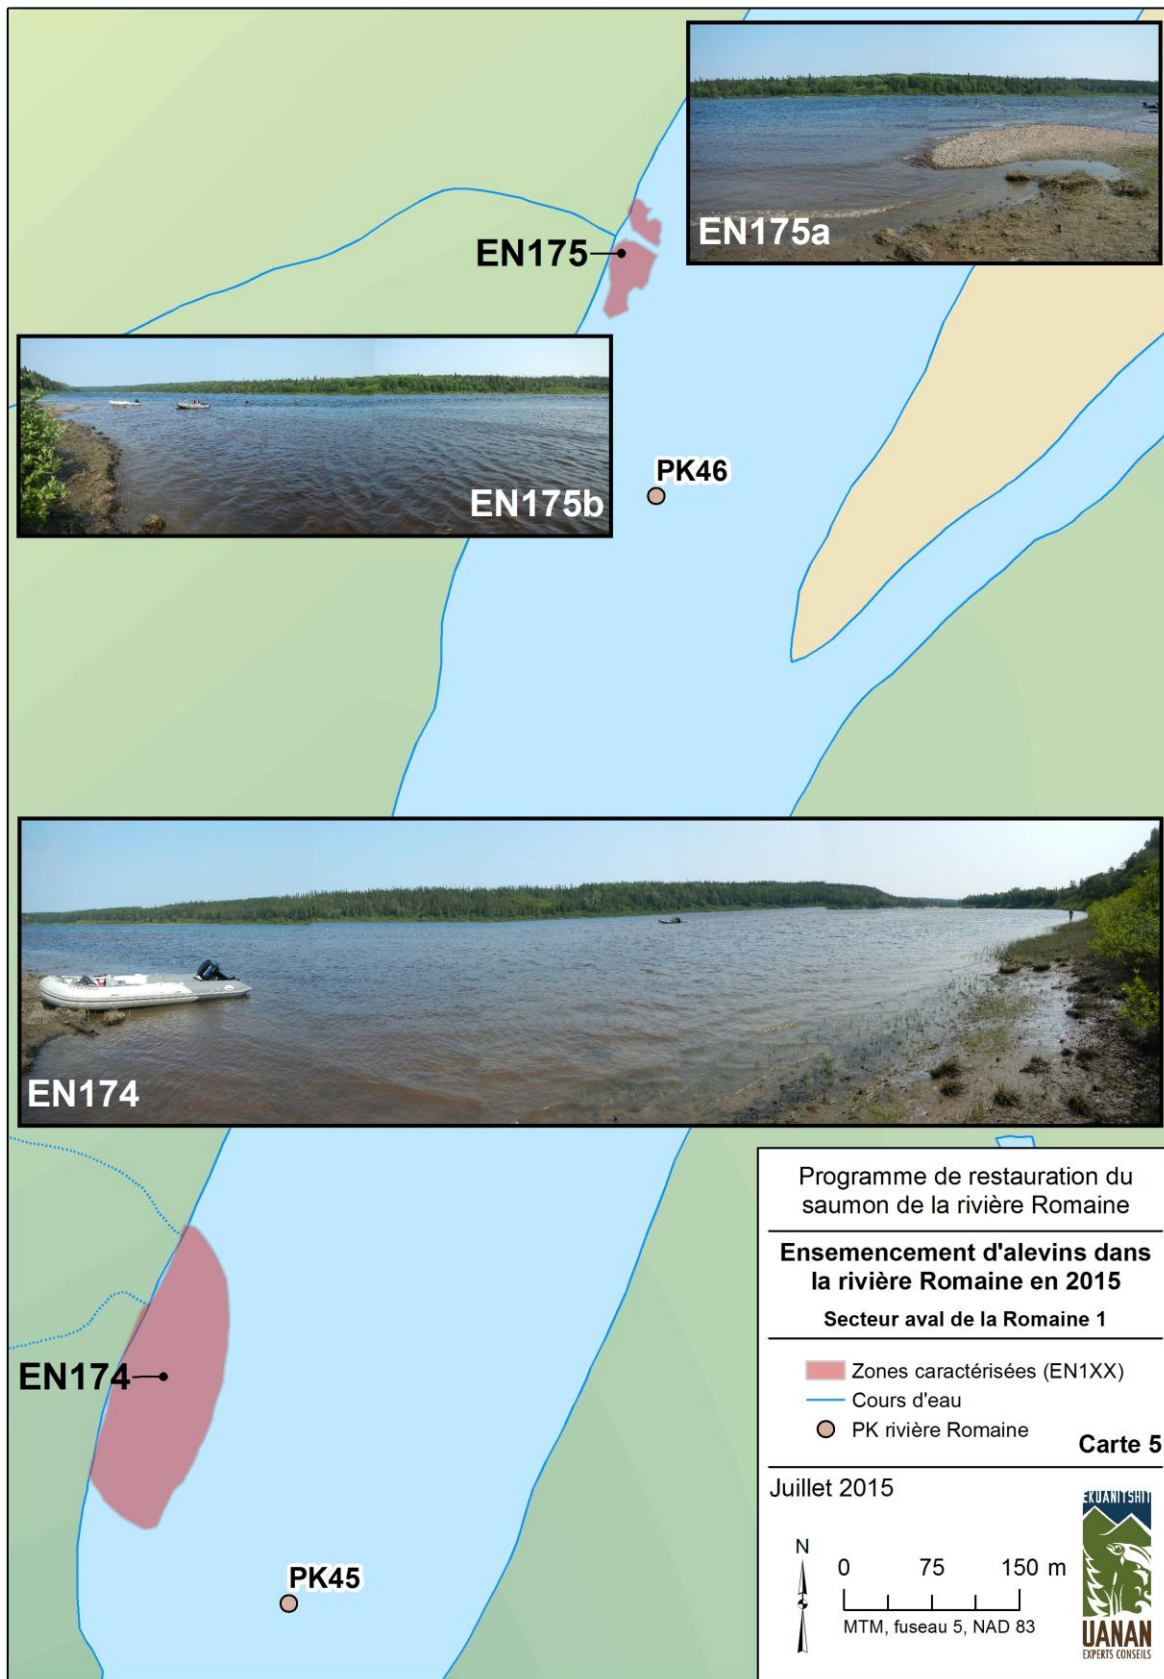 EN175a
EN175
EN175b
PK46
EN174
EN174
PK45
Programme de restauration du
saumon de la rivière Romaine
Ensemencement d'alevins dans
la rivière Romaine en 2015
Secteur aval de la Romaine 1
Zones caractérisées (EN1XX)
Cours d'eau
PK rivière Romaine
Carte 5
Juillet 2015
N
0 75 150 m
MTM, fuseau 5, NAD 83
EKUANITSHIT
UANAN
EXPERTS CONSEILS